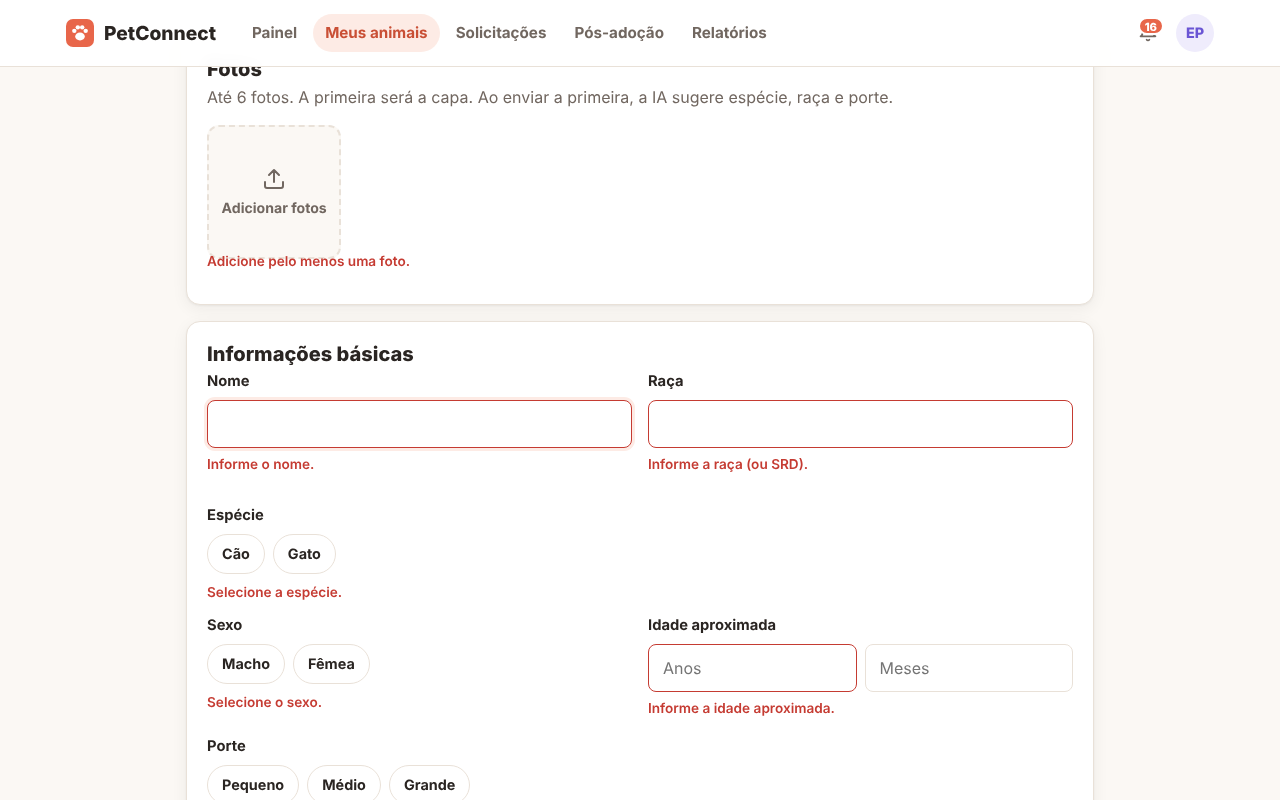 PetConnect Painel Meus animais Solicitações Pós-adoção Relatórios 16 EP
Fotos
Até 6 fotos. A primeira será a capa. Ao enviar a primeira, a IA sugere espécie, raça e porte.
Adicionar fotos
Adicione pelo menos uma foto.
Informações básicas
Nome Raça
Informe o nome. Informe a raça (ou SRD).
Espécie
Cão Gato
Selecione a espécie.
Sexo Idade aproximada
Macho Fêmea Anos Meses
Selecione o sexo. Informe a idade aproximada.
Porte
Pequeno Médio Grande